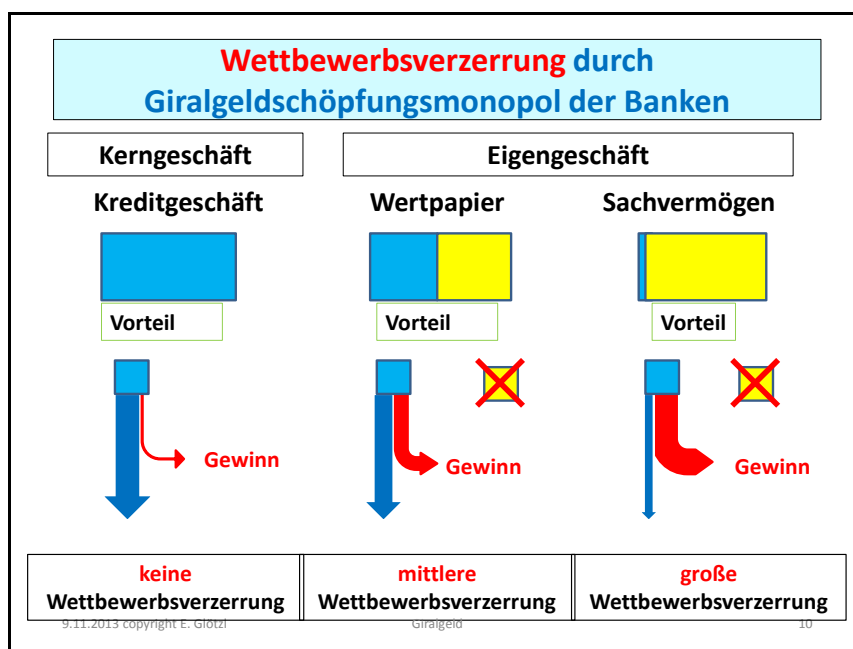 Wettbewerbsverzerrung durch
Giralgeldschöpfungsmonopol der Banken
Kerngeschäft
Eigengeschäft
Kreditgeschäft
Wertpapier
Sachvermögen
Vorteil
Vorteil
Vorteil
Gewinn
Gewinn
Gewinn
keine
Wettbewerbsverzerrung
mittlere
Wettbewerbsverzerrung
große
Wettbewerbsverzerrung
9.11.2013 copyright E. Glötzl
Giralgeld
10